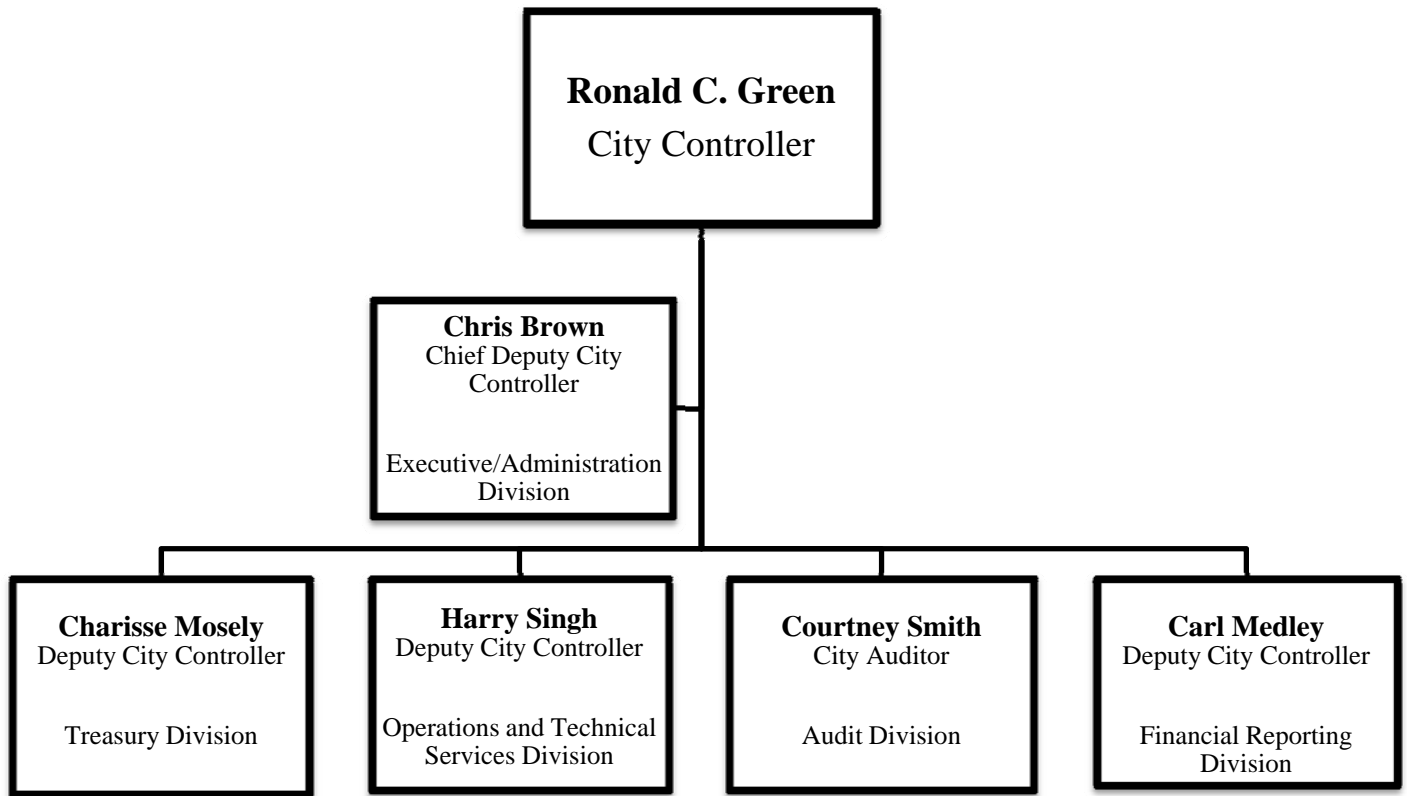 Ronald C. Green
City Controller
Chris Brown
Chief Deputy City
Controller
Executive/Administration
Division
Charisse Mosely
Deputy City Controller
Treasury Division
Harry Singh
Deputy City Controller
Operations and Technical
Services Division
Courtney Smith
City Auditor
Audit Division
Carl Medley
Deputy City Controller
Financial Reporting
Division